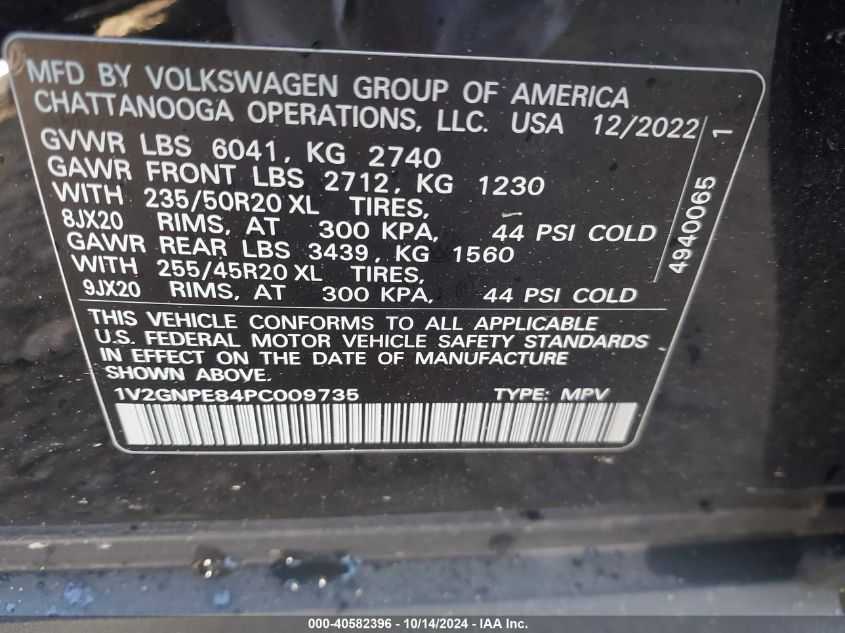 MFD BY VOLKSWAGEN GROUP OF AMERICA
CHATTANOOGA OPERATIONS, LLC. USA 12/2022
GVWR LBS 6041, KG 2740
GAWR FRONT LBS 2712, KG 1230
WITH 235/50R20 XL TIRES,
8JX20 RIMS, AT 300 KPA, 44 PSI COLD
GAWR REAR LBS 3439, KG 1560
WITH 255/45R20 XL TIRES,
9JX20 RIMS, AT 300 KPA, 44 PSI COLD
4940065 1
THIS VEHICLE CONFORMS TO ALL APPLICABLE
U.S. FEDERAL MOTOR VEHICLE SAFETY STANDARDS
IN EFFECT ON THE DATE OF MANUFACTURE
SHOWN ABOVE.
1V2GNPE84PC009735 TYPE: MPV
000-40582396 - 10/14/2024 - 1AW - IAA Inc.